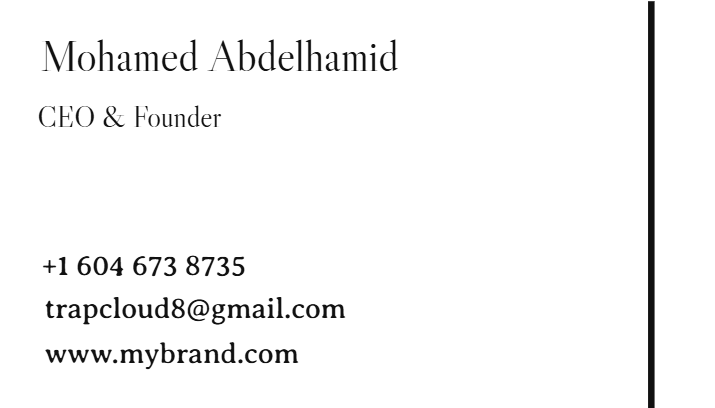 Mohamed Abdelhamid
CEO & Founder
+1 604 673 8735
trapcloud8@gmail.com
www.mybrand.com